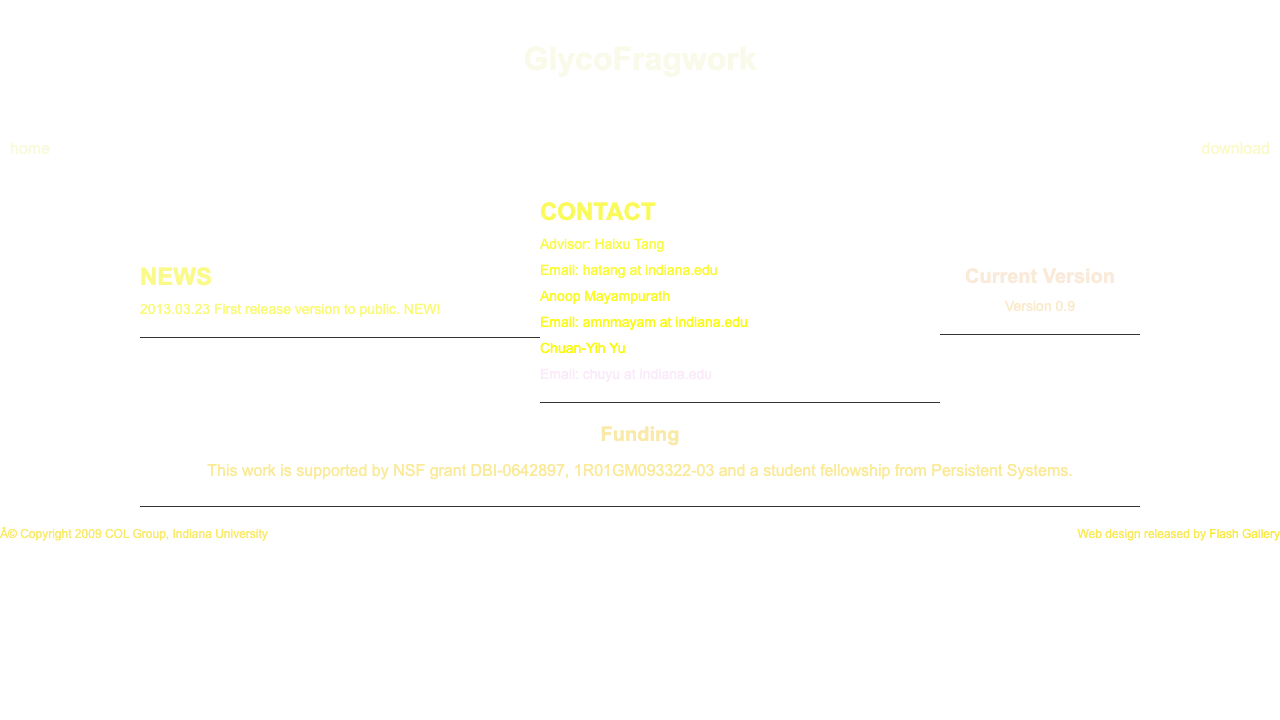 GlycoFragwork
home
download
NEWS
2013.03.23 First release version to public. NEW!
CONTACT
Advisor: Haixu Tang
Email: hatang at indiana.edu
Anoop Mayampurath
Email: amnmayam at indiana.edu
Chuan-Yih Yu
Email: chuyu at indiana.edu
Current Version
Version 0.9
Funding
This work is supported by NSF grant DBI-0642897, 1R01GM093322-03 and a student fellowship from Persistent Systems.
Â© Copyright 2009 COL Group, Indiana University
Web design released by Flash Gallery